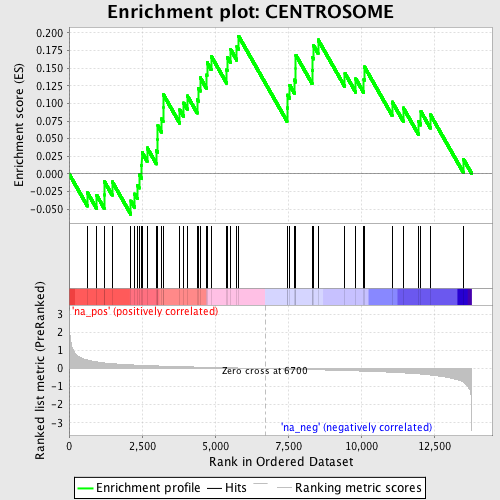 Enrichment plot: CENTROSOME
Enrichment score (ES)
0.200
0.175
0.150
0.125
0.100
0.075
0.050
0.025
0.000
-0.025
-0.050
'na_pos' (positively correlated)
Ranked list metric (PreRanked)
3
2
1
0
-1
-2
-3
Zero cross at 6700
'na_neg' (negatively correlated)
0
2,500
5,000
7,500
10,000
12,500
Rank in Ordered Dataset
Enrichment profile
Hits
Ranking metric scores